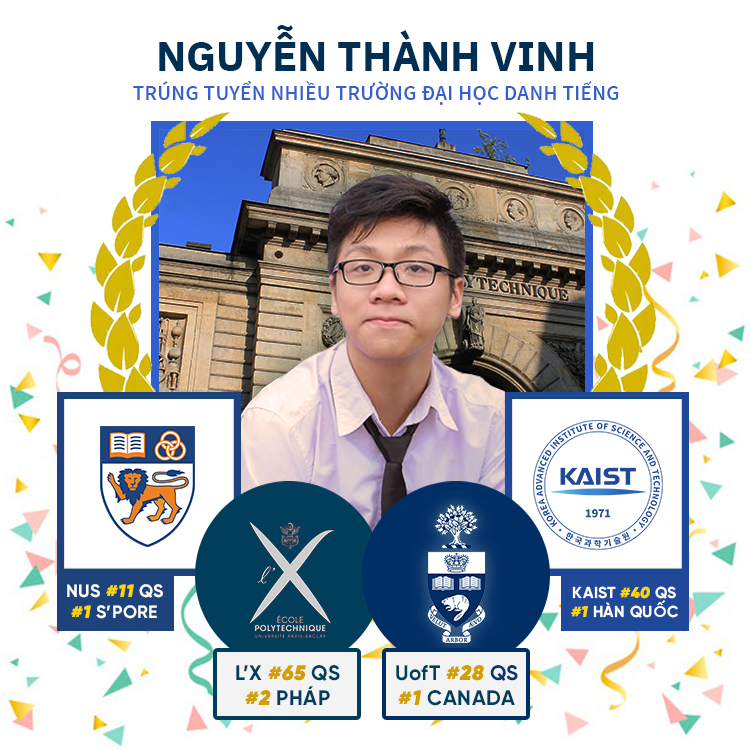 NGUYỄN THÀNH VINH
TRÚNG TUYỂN NHIỀU TRƯỜNG ĐẠI HỌC DANH TIẾNG
YTECHNIQUE
KOREA ADVANCED INSTITUTE OF SCIENCE AND TECHNOLOGY
KAIST
1971
한국과학기술원
NUS #11 QS
#1 S'PORE
KAIST #40 QS
#1 HÀN QUỐC
l'X
ÉCOLE
POLYTECHNIQUE
UNIVERSITÉ PARIS-SACLAY
VELUT ARBOR ÆVO
L'X #65 QS
#2 PHÁP
UofT #28 QS
#1 CANADA